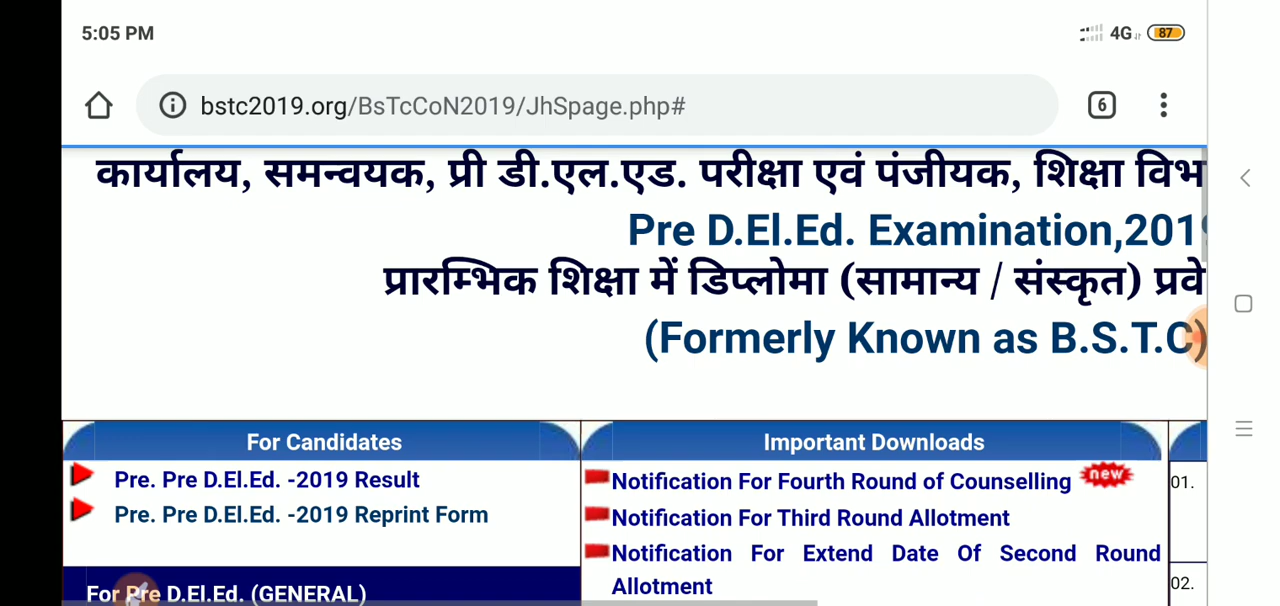 5:05 PM
4G
87
bstc2019.org/BsTcCoN2019/JhSpage.php#
6
कार्यालय, समन्वयक, प्री डी.एल.एड. परीक्षा एवं पंजीयक, शिक्षा विभ
Pre D.El.Ed. Examination,2019
प्रारम्भिक शिक्षा में डिप्लोमा (सामान्य / संस्कृत) प्रवे
(Formerly Known as B.S.T.C)
For Candidates
Pre. Pre D.El.Ed. -2019 Result
Pre. Pre D.El.Ed. -2019 Reprint Form
For Pre D.El.Ed. (GENERAL)
Important Downloads
Notification For Fourth Round of Counselling new
Notification For Third Round Allotment
Notification For Extend Date Of Second Round
Allotment
01.
02.